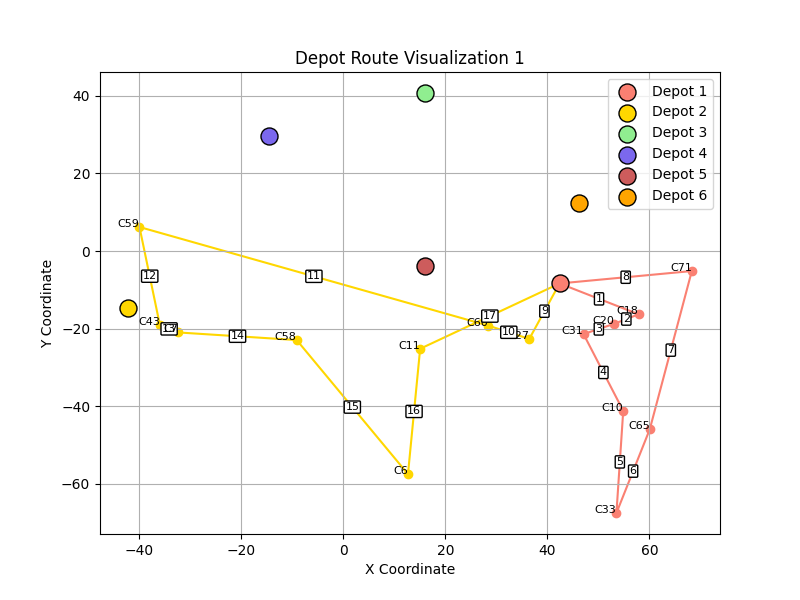 Depot Route Visualization 1
Depot 1
Depot 2
Depot 3
Depot 4
Depot 5
Depot 6
Y Coordinate
40
20
0
−20
−40
−60
C59
12
11
C43
13
14
C58
15
C6
16
C11
C66
17
10
9
8
C71
1
C18
2
C20
3
C31
4
7
C10
C65
5
6
C33
−40
−20
0
20
40
60
X Coordinate